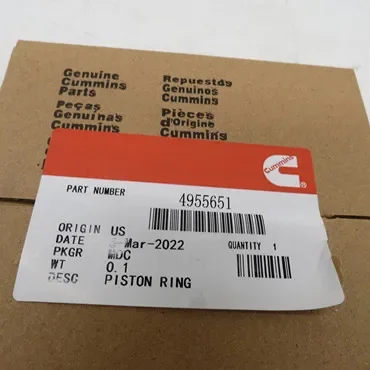 Genuine
Cummins
Parts
Repuestos
Genuinos
Cummins
Peças
Genuinas
Cummins
Pièces
d'Origine
Cummins
Cummins
PART NUMBER 4955651
ORIGIN US
DATE -Mar-2022 QUANTITY 1
PKGR MDC
WT 0.1
DESC PISTON RING